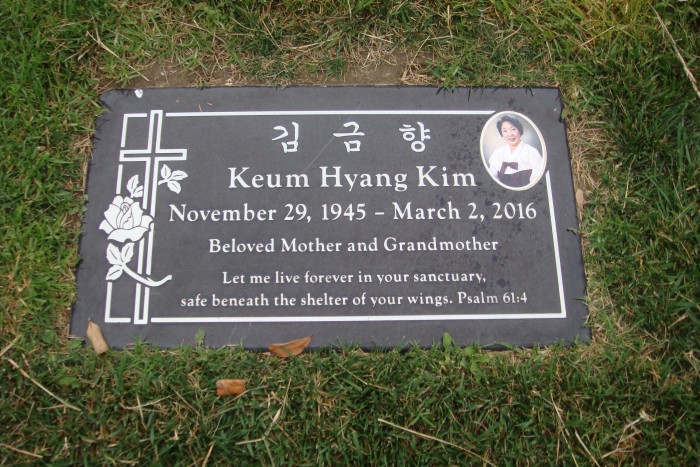 김 금 향
Keum Hyang Kim
November 29, 1945 – March 2, 2016
Beloved Mother and Grandmother
Let me live forever in your sanctuary,
safe beneath the shelter of your wings. Psalm 61:4